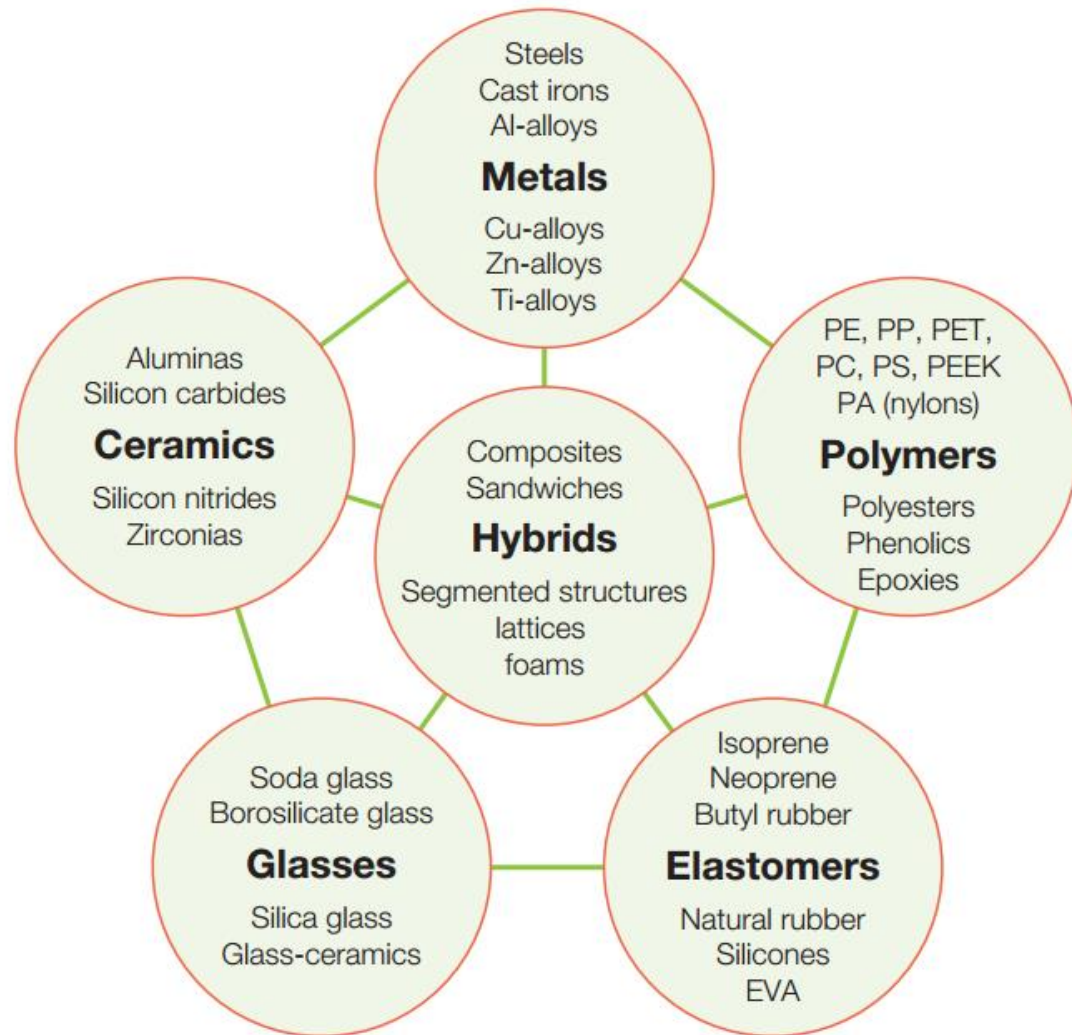 Steels
Cast irons
Al-alloys
Metals
Cu-alloys
Zn-alloys
Ti-alloys
Aluminas
Silicon carbides
Ceramics
Silicon nitrides
Zirconias
Composites
Sandwiches
Hybrids
Segmented structures
lattices
foams
PE, PP, PET,
PC, PS, PEEK
PA (nylons)
Polymers
Polyesters
Phenolics
Epoxies
Soda glass
Borosilicate glass
Glasses
Silica glass
Glass-ceramics
Isoprene
Neoprene
Butyl rubber
Elastomers
Natural rubber
Silicones
EVA